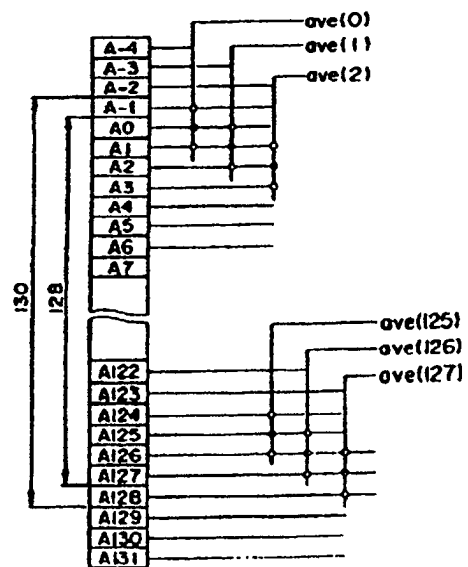 ave(0)
ave(1)
ave(2)
A-4
A-3
A-2
A-1
A0
A1
A2
A3
A4
A5
A6
A7
130
128
ave(125)
ave(126)
ave(127)
A122
A123
A124
A125
A126
A127
A128
A129
A130
A131